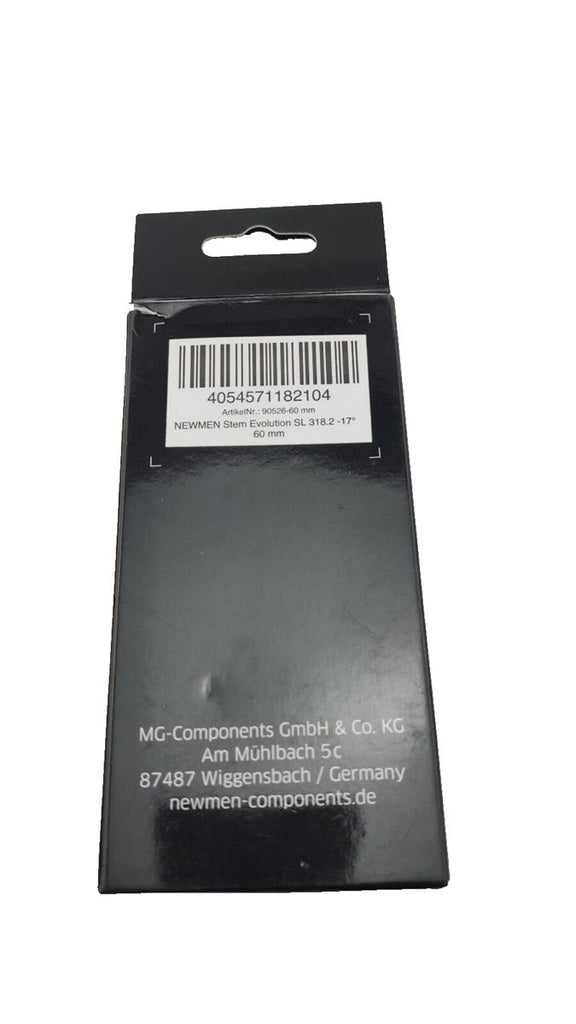 4054571182104
ArtikelNr.: 90526-60 mm
NEWMEN Stem Evolution SL 318.2 -17°
60 mm
MG-Components GmbH & Co. KG
Am Mühlbach 5c
87487 Wiggensbach / Germany
newmen-components.de